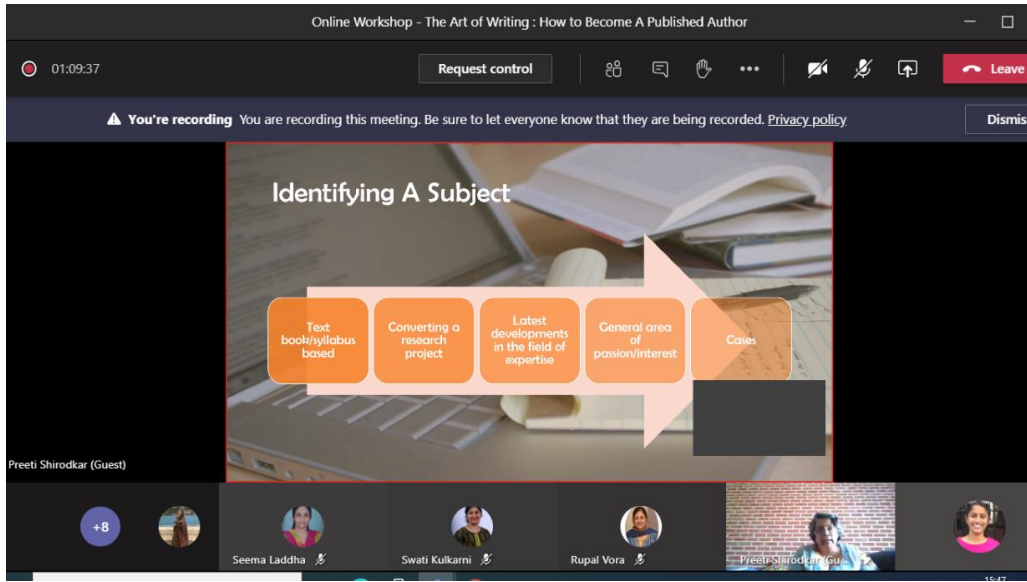 Online Workshop - The Art of Writing : How to Become A Published Author
01:09:37
Request control
Leave
You're recording You are recording this meeting. Be sure to let everyone know that they are being recorded. Privacy policy
Dismis
Identifying A Subject
Text
book/syllabus
based
Converting a
research
project
Latest
developments
in the field of
expertise
General area
of
passion/interest
Cases
Preeti Shirodkar (Guest)
+8
Seema Laddha
Swati Kulkarni
Rupal Vora
Preeti Shirodkar (Gu...
15:47